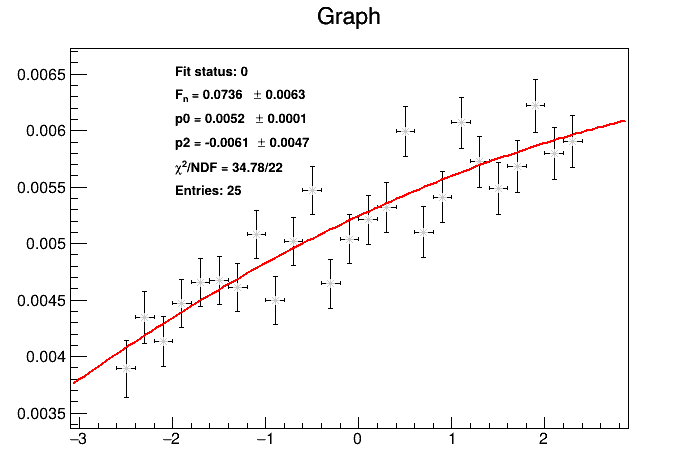 Graph
Fit status: 0
Fn = 0.0736 ± 0.0063
p0 = 0.0052 ± 0.0001
p2 = -0.0061 ± 0.0047
χ²/NDF = 34.78/22
Entries: 25
0.0065
0.006
0.0055
0.005
0.0045
0.004
0.0035
−3 −2 −1 0 1 2